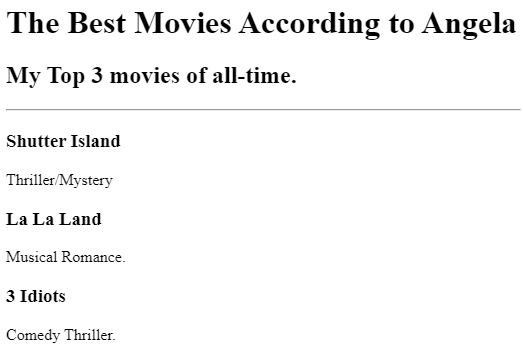 The Best Movies According to Angela
My Top 3 movies of all-time.
Shutter Island
Thriller/Mystery
La La Land
Musical Romance.
3 Idiots
Comedy Thriller.